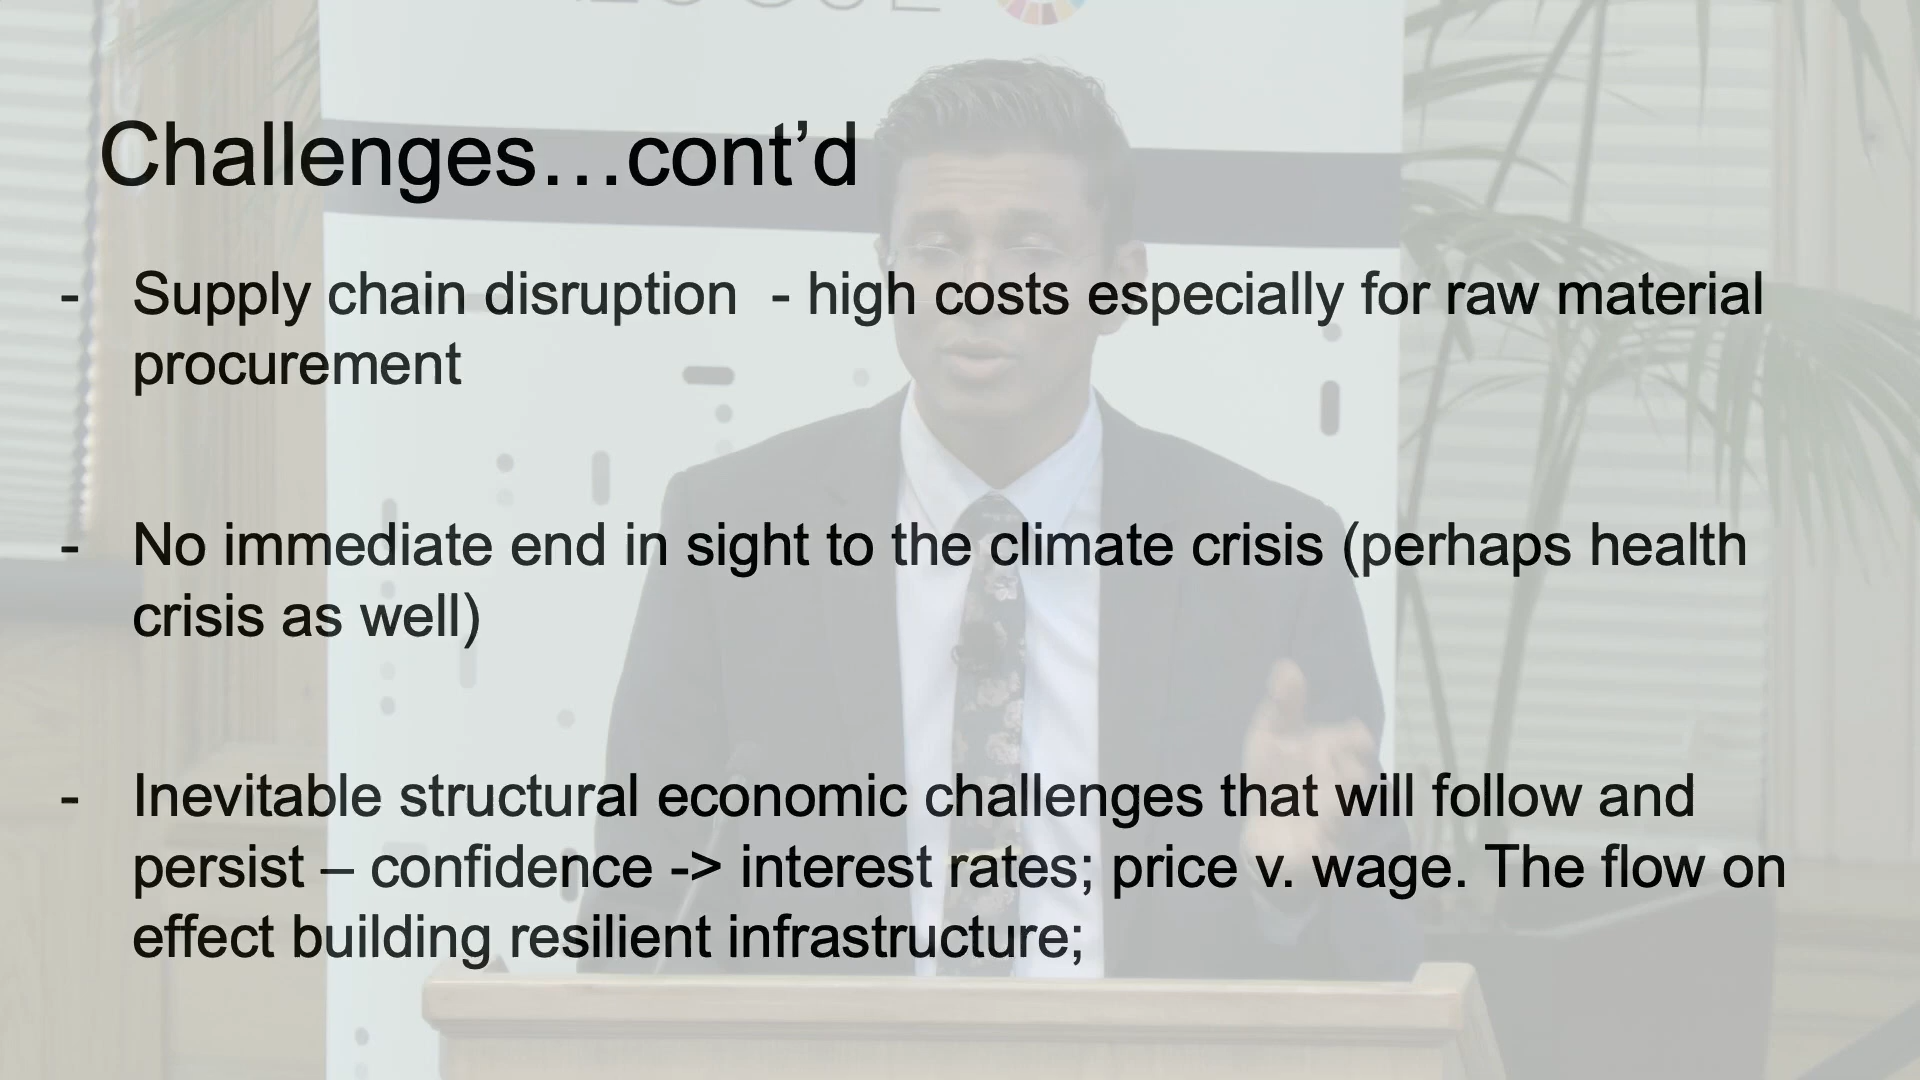 Challenges…cont’d
- Supply chain disruption  - high costs especially for raw material
procurement
- No immediate end in sight to the climate crisis (perhaps health
crisis as well)
- Inevitable structural economic challenges that will follow and
persist – confidence -> interest rates; price v. wage. The flow on
effect building resilient infrastructure;